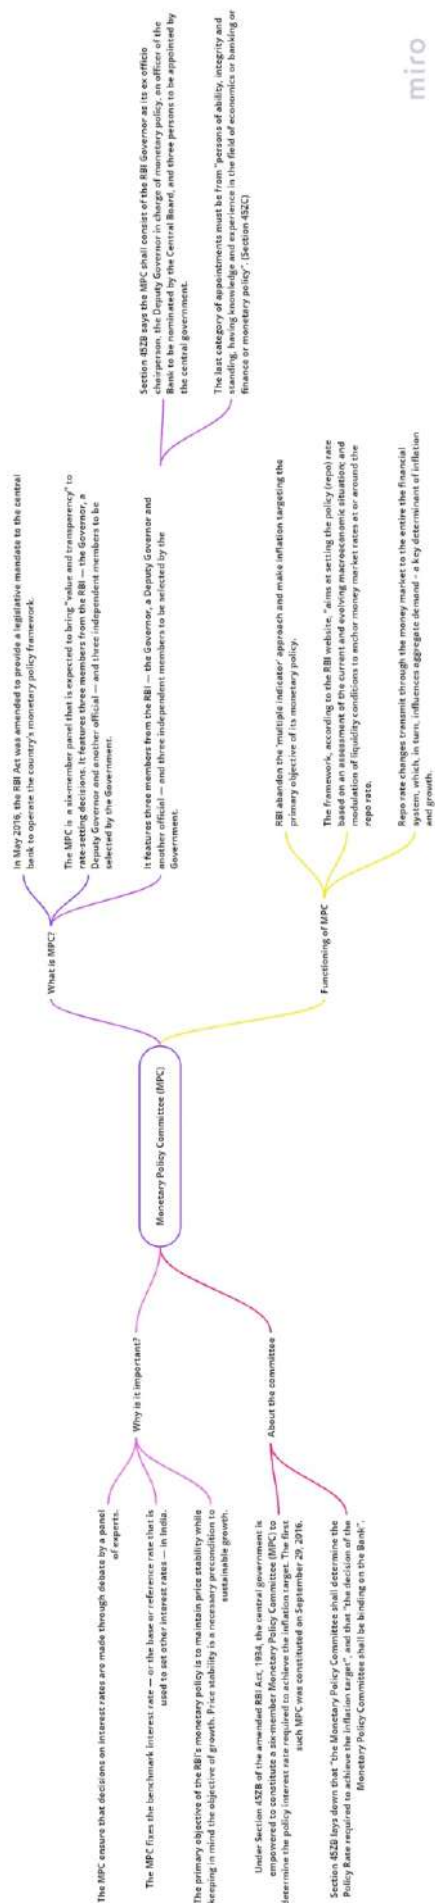 Monetary Policy Committee (MPC)
What is MPC?
In May 2016, the RBI Act was amended to provide a legislative mandate to the central
bank to operate the country's monetary policy framework.
The MPC is a six-member panel that is expected to bring "value and transparency" to
rate-setting decisions. It features three members from the RBI — the Governor, a
Deputy Governor and another official — and three independent members to be
selected by the Government.
It features three members from the RBI — the Governor, a Deputy Governor and
another official — and three independent members to be selected by the
Government.
Section 45ZB says the MPC shall consist of the RBI Governor as its ex officio
chairperson, the Deputy Governor in charge of monetary policy, an officer of the
Bank to be nominated by the Central Board, and three persons to be appointed by
the central government.
The last category of appointments must be from "persons of ability, integrity and
standing, having knowledge and experience in the field of economics or banking or
finance or monetary policy". (Section 45ZC)
Functioning of MPC
RBI abandon the 'multiple indicator' approach and make inflation targeting the
primary objective of its monetary policy.
The framework, according to the RBI website, "aims at setting the policy (repo) rate
based on an assessment of the current and evolving macroeconomic situation; and
modulation of liquidity conditions to anchor money market rates at or around the
repo rate.
Repo rate changes transmit through the money market to the entire the financial
system, which, in turn, influences aggregate demand - a key determinant of inflation
and growth.
Why is it important?
The MPC ensure that decisions on interest rates are made through debate by a panel
of experts.
The MPC fixes the benchmark interest rate — or the base or reference rate that is
used to set other interest rates — in India.
The primary objective of the RBI's monetary policy is to maintain price stability while
keeping in mind the objective of growth. Price stability is a necessary precondition to
sustainable growth.
About the committee
Under Section 45ZB of the amended RBI Act, 1934, the central government is
empowered to constitute a six-member Monetary Policy Committee (MPC) to
determine the policy interest rate required to achieve the inflation target. The first
such MPC was constituted on September 29, 2016.
Section 45ZB lays down that "the Monetary Policy Committee shall determine the
Policy Rate required to achieve the inflation target", and that "the decision of the
Monetary Policy Committee shall be binding on the Bank".
miro